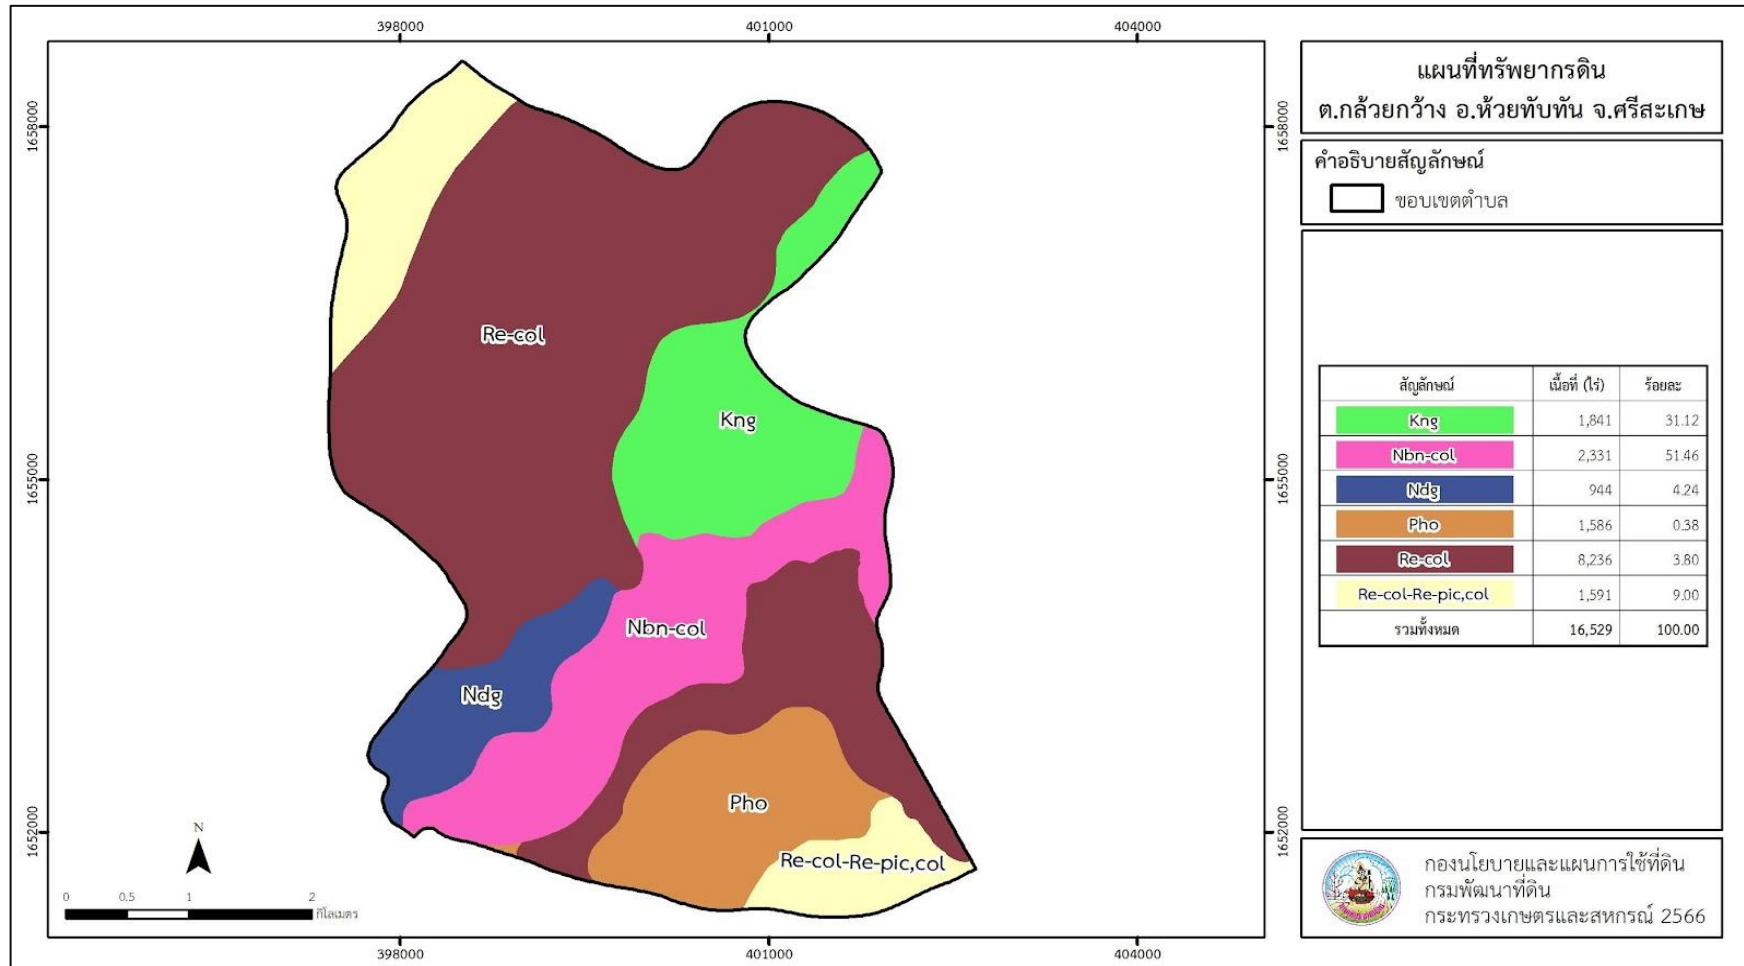 398000
401000
404000
1658000
1658000
1655000
1655000
1652000
1652000
398000
401000
404000
Re-col
Kng
Nbn-col
Ndg
Pho
Re-col-Re-pic,col
N
0 0.5 1 2
กิโลเมตร
แผนที่ทรัพยากรดิน
ต.กล้วยกว้าง อ.ห้วยทับทัน จ.ศรีสะเกษ
คำอธิบายสัญลักษณ์
ขอบเขตตำบล
สัญลักษณ์ เนื้อที่ (ไร่) ร้อยละ
Kng 1,841 31.12
Nbn-col 2,331 51.46
Ndg 944 4.24
Pho 1,586 0.38
Re-col 8,236 3.80
Re-col-Re-pic,col 1,591 9.00
รวมทั้งหมด 16,529 100.00
กองนโยบายและแผนการใช้ที่ดิน
กรมพัฒนาที่ดิน
กระทรวงเกษตรและสหกรณ์ 2566